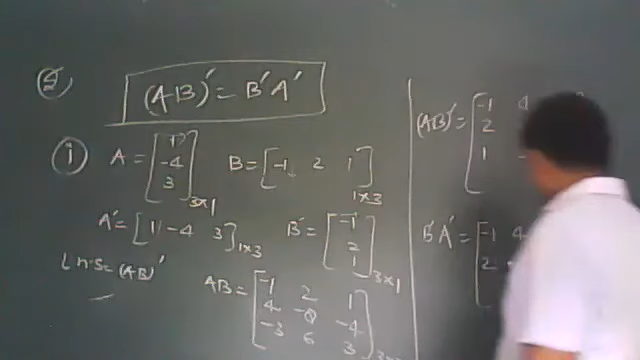 ②
(AB)' = B'A'
(i) A = [1 -4 3] 3×1 B = [-1 2 1] 1×3
A' = [1 -4 3] 1×3 B' = [-1 2 1] 3×1
L.H.S = (AB)'
AB = [-1 2 1
4 -8 -4
-3 6 3]
(AB)' = [-1 4
2
1
B'A' = [-1 4
2